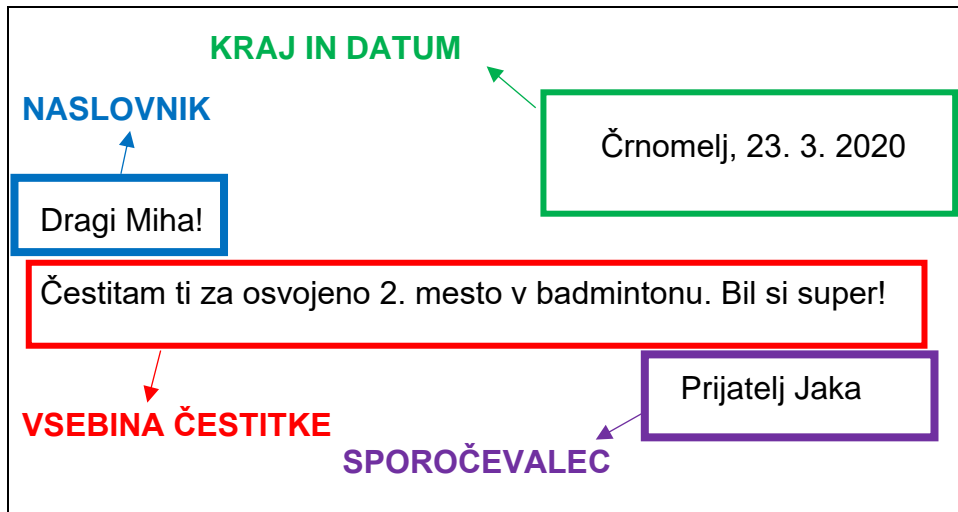 KRAJ IN DATUM
NASLOVNIK
Črnomelj, 23. 3. 2020
Dragi Miha!
Čestitam ti za osvojeno 2. mesto v badmintonu. Bil si super!
Prijatelj Jaka
VSEBINA ČESTITKE
SPOROČEVALEC